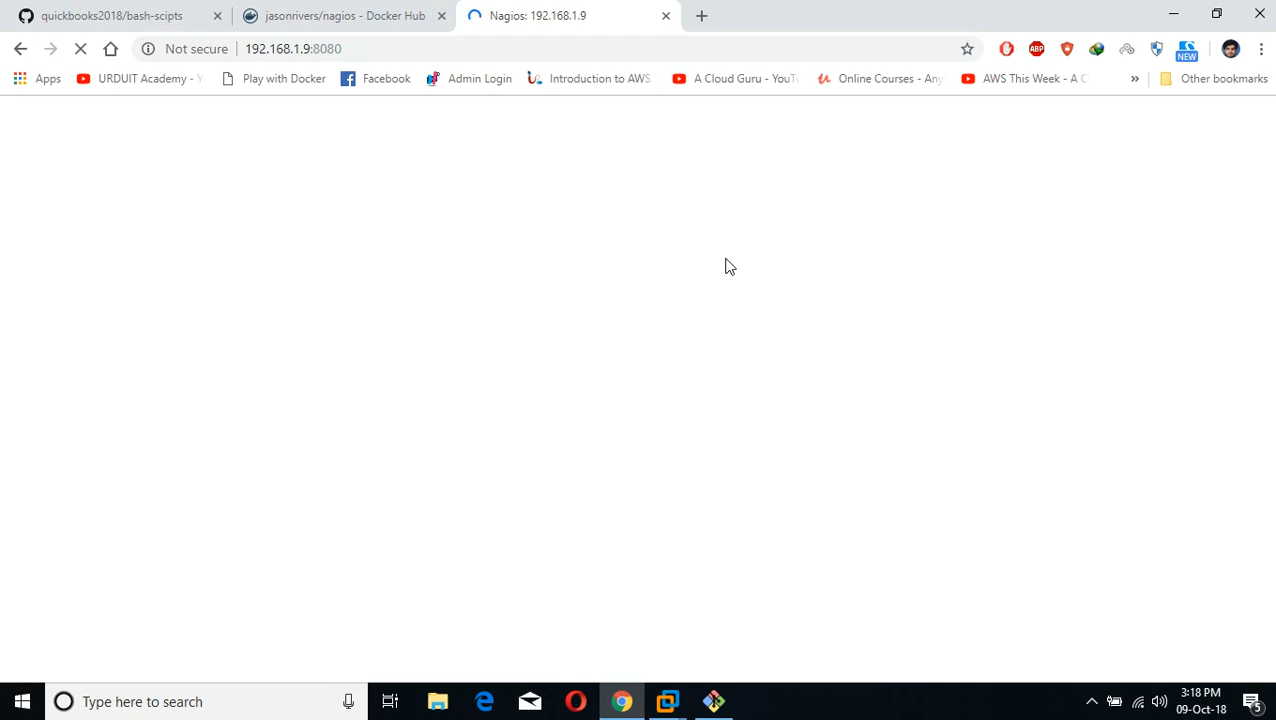 quickbooks2018/bash-scipts
jasonrivers/nagios - Docker Hub
Nagios: 192.168.1.9
Not secure
192.168.1.9:8080
ABP
NEW
Apps
URDUIT Academy - Y
Play with Docker
Facebook
Admin Login
Introduction to AWS
A Cloud Guru - YouTu
Online Courses - Any
AWS This Week - A C
»
Other bookmarks
Type here to search
3:18 PM
09-Oct-18
5